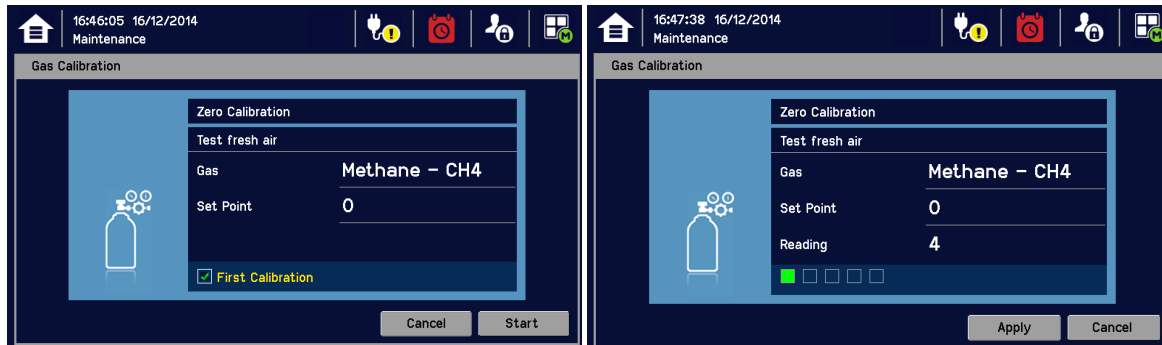 16:46:05 16/12/2014
Maintenance
Gas Calibration
Zero Calibration
Test fresh air
Gas Methane - CH4
Set Point 0
First Calibration
Cancel Start
16:47:38 16/12/2014
Maintenance
Gas Calibration
Zero Calibration
Test fresh air
Gas Methane - CH4
Set Point 0
Reading 4
Apply Cancel